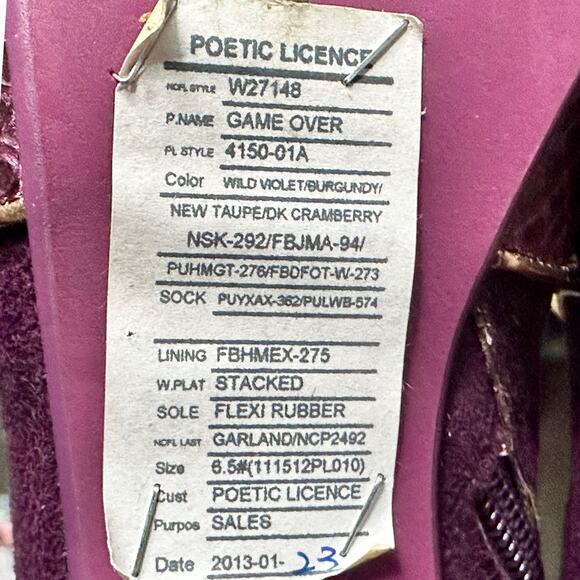 POETIC LICENCE
NCFL STYLE W27148
P.NAME GAME OVER
PL STYLE 4150-01A
Color WILD VIOLET/BURGUNDY/
NEW TAUPE/DK CRAMBERRY
NSK-292/FBJMA-94/
PUHMGT-276/FBDFOT-W-273
SOCK PUYXAX-362/PULWB-574
LINING FBHMEX-275
W.PLAT STACKED
SOLE FLEXI RUBBER
NCFL LAST GARLAND/NCP2492
Size 6.5#(111512PL010)
Cust POETIC LICENCE
Purpos SALES
Date 2013-01-23